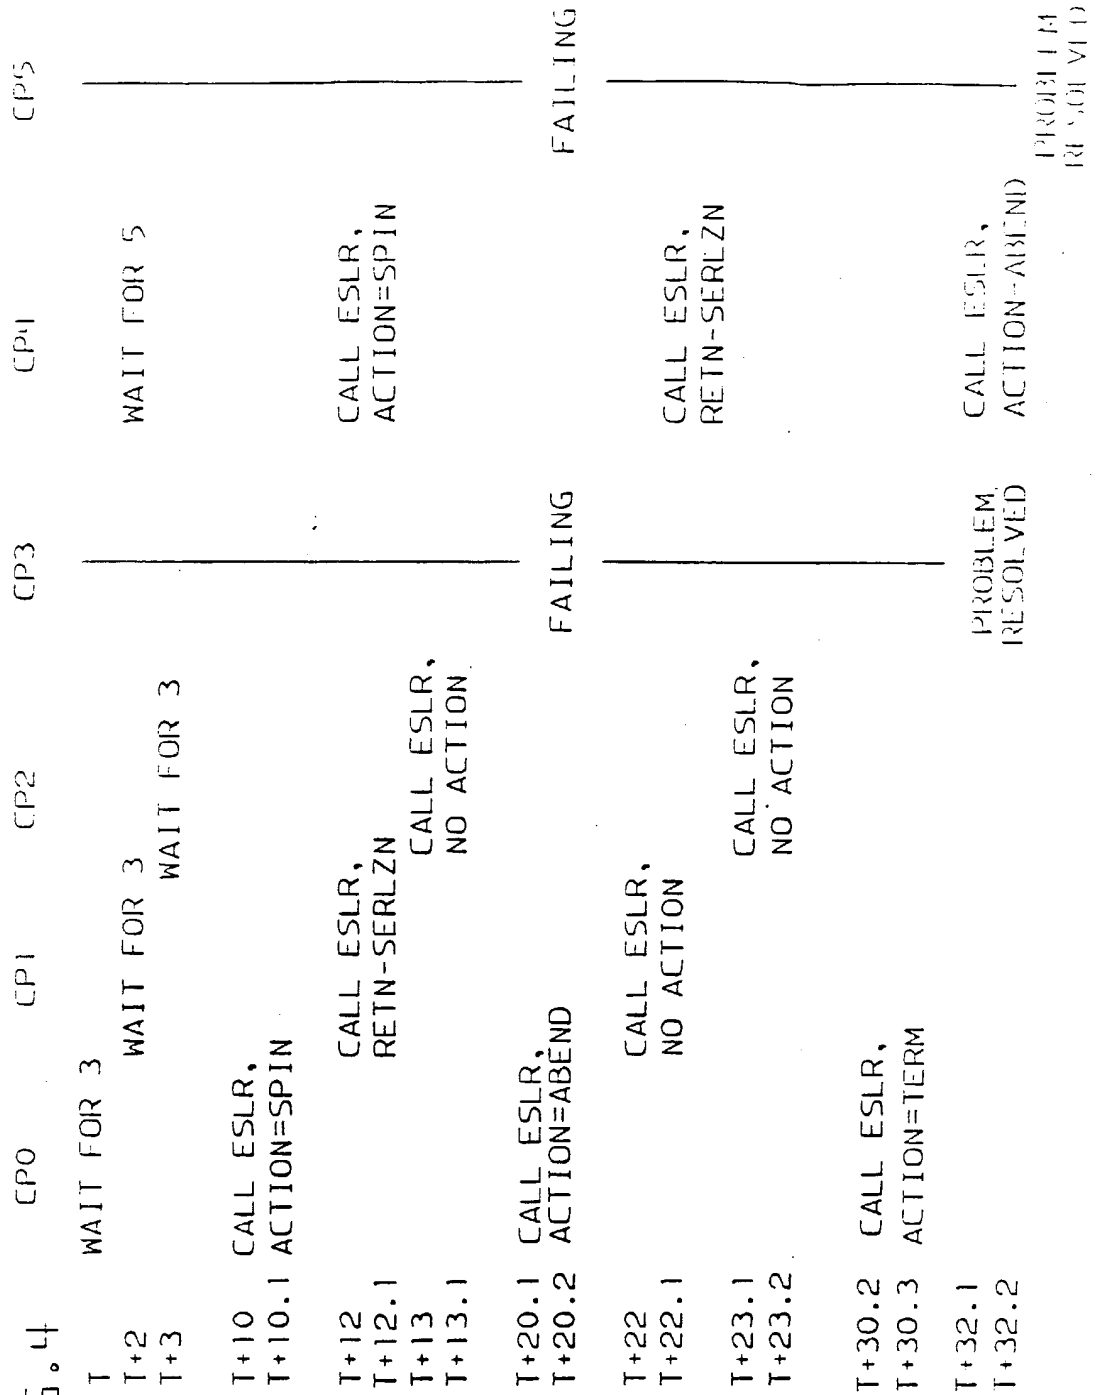 G.4
CP0 CP1 CP2 CP3 CP4 CP5
T WAIT FOR 3
T+2 WAIT FOR 3 WAIT FOR 5
T+3 WAIT FOR 3
T+10 CALL ESLR,
T+10.1 ACTION=SPIN
T+12 CALL ESLR, CALL ESLR,
T+12.1 RETN-SERLZN ACTION=SPIN
T+13 CALL ESLR,
T+13.1 NO ACTION
T+20.1 CALL ESLR,
T+20.2 ACTION=ABEND FAILING FAILING
T+22 CALL ESLR,
T+22.1 NO ACTION CALL ESLR,
RETN-SERLZN
T+23.1 CALL ESLR,
T+23.2 NO ACTION
T+30.2 CALL ESLR,
T+30.3 ACTION=TERM
T+32.1 PROBLEM CALL ESLR,
T+32.2 RESOLVED ACTION-ABEND
PROBLEM
RESOLVED